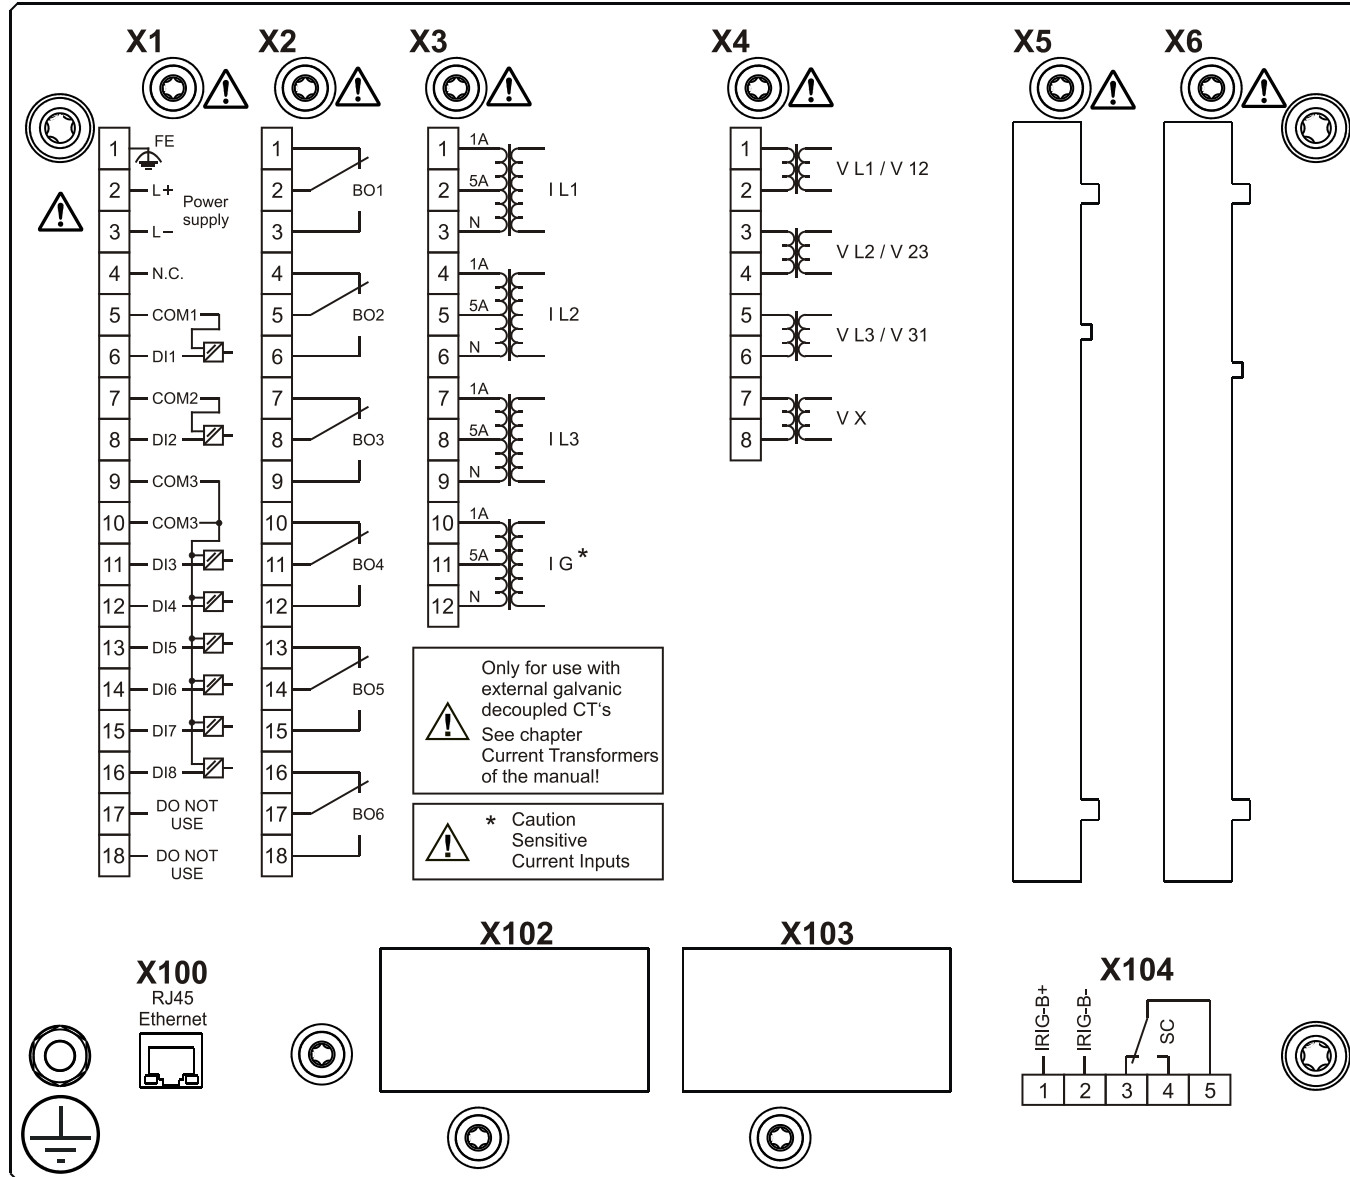 X1
X2
X3
X4
X5
X6
1 FE
2 L+
Power
supply
3 L−
4 N.C.
5 COM1
6 DI1
7 COM2
8 DI2
9 COM3
10 COM3
11 DI3
12 DI4
13 DI5
14 DI6
15 DI7
16 DI8
17 DO NOT
USE
18 DO NOT
USE
1
2 BO1
3
4
5 BO2
6
7
8 BO3
9
10
11 BO4
12
13
14 BO5
15
16
17 BO6
18
1 1A
2 5A I L1
3 N
4 1A
5 5A I L2
6 N
7 1A
8 5A I L3
9 N
10 1A
11 5A I G *
12 N
Only for use with
external galvanic
decoupled CT‘s
See chapter
Current Transformers
of the manual!
* Caution
Sensitive
Current Inputs
1
V L1 / V 12
2
3
V L2 / V 23
4
5
V L3 / V 31
6
7
V X
8
X100
RJ45
Ethernet
X102
X103
X104
IRIG-B+
IRIG-B-
SC
1 2 3 4 5